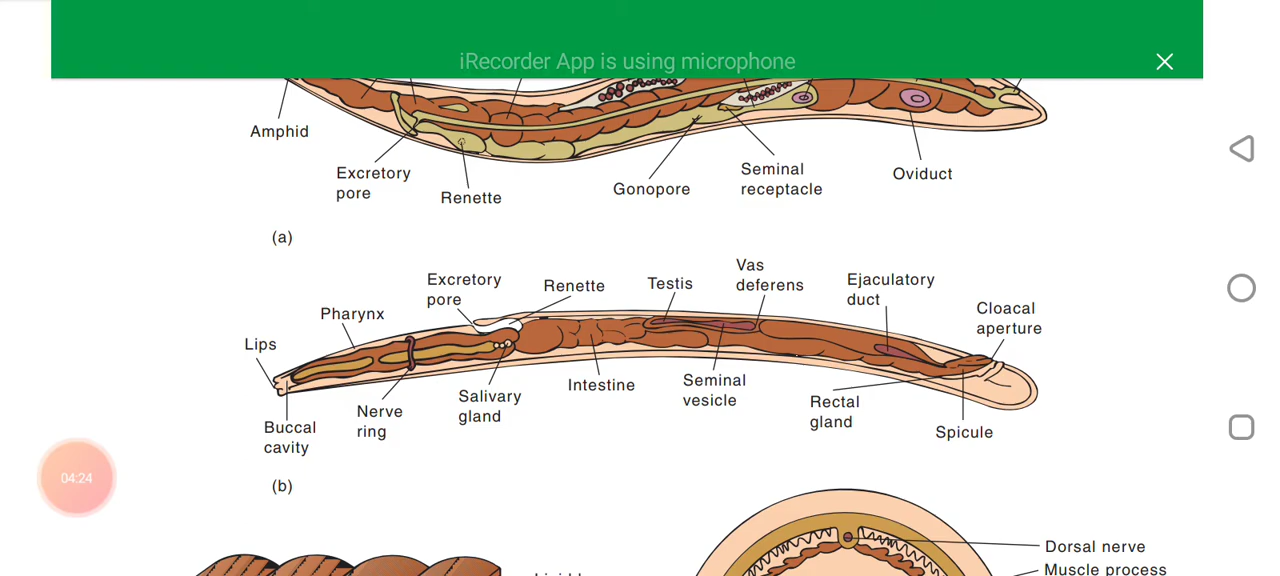 iRecorder App is using microphone
Amphid
Excretory
pore
Renette
Gonopore
Seminal
receptacle
Oviduct
(a)
Lips
Pharynx
Excretory
pore
Renette
Testis
Vas
deferens
Ejaculatory
duct
Cloacal
aperture
Buccal
cavity
Nerve
ring
Salivary
gland
Intestine
Seminal
vesicle
Rectal
gland
Spicule
04:24
(b)
Dorsal nerve
Muscle process